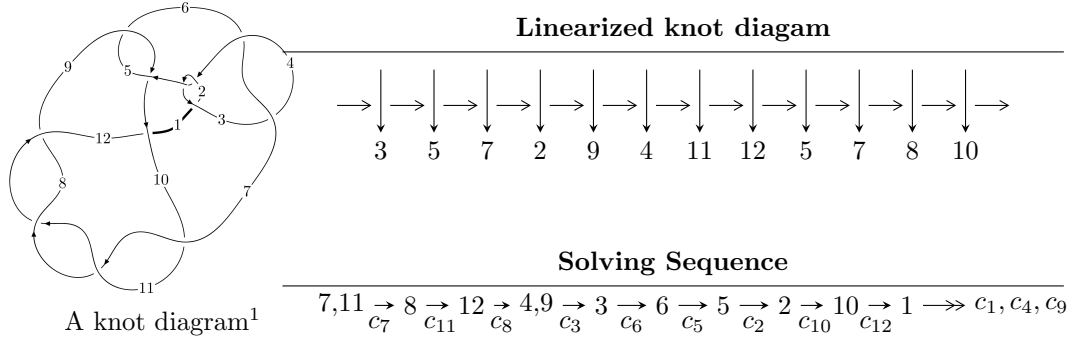 6
9
5
4
2
3
1
12
10
8
7
11
A knot diagram1
Linearized knot diagam
3 5 7 2 9 4 11 12 5 7 8 10
Solving Sequence
7,11 → 8 → 12 → 4,9 → 3 → 6 → 5 → 2 → 10 → 1 ↠ c1, c4, c9
c7 c11 c8 c3 c6 c5 c2 c10 c12